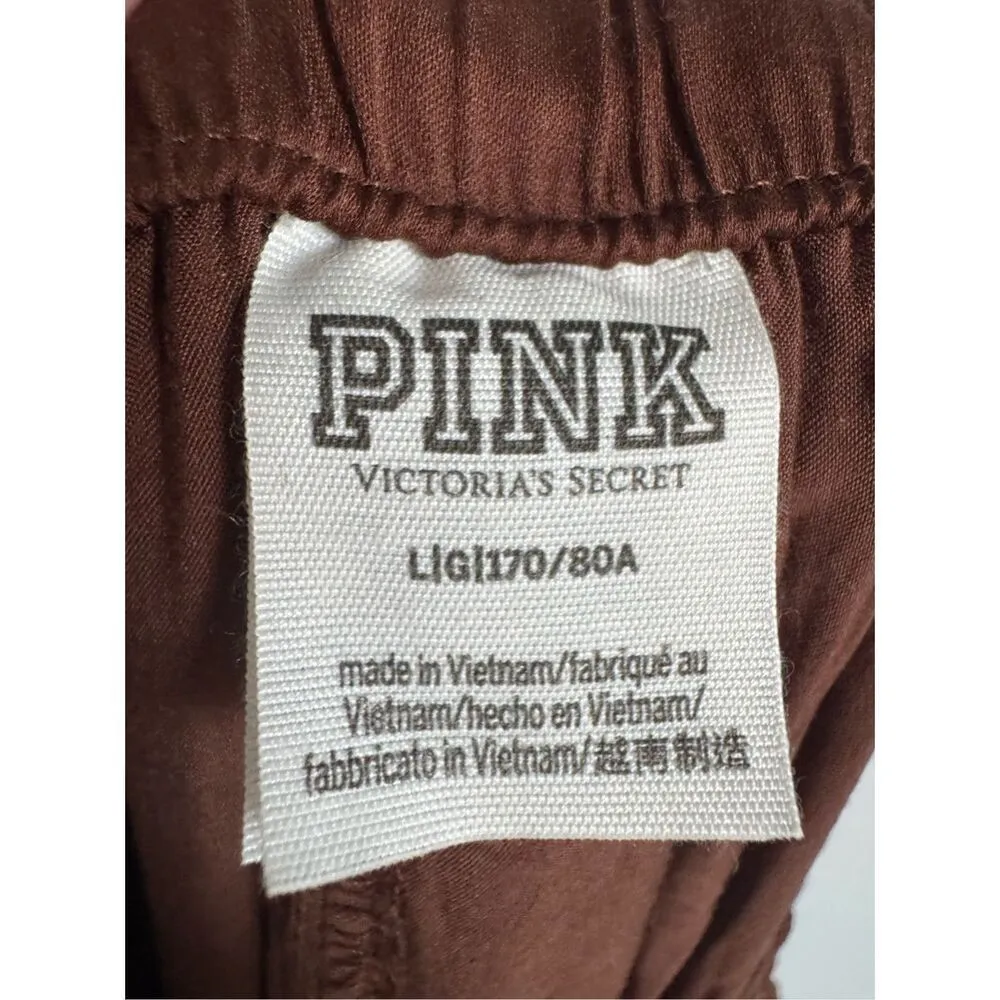 PINK
VICTORIA'S SECRET
L|G|170/80A
made in Vietnam/fabriqué au
Vietnam/hecho en Vietnam/
fabbricato in Vietnam/越南制造